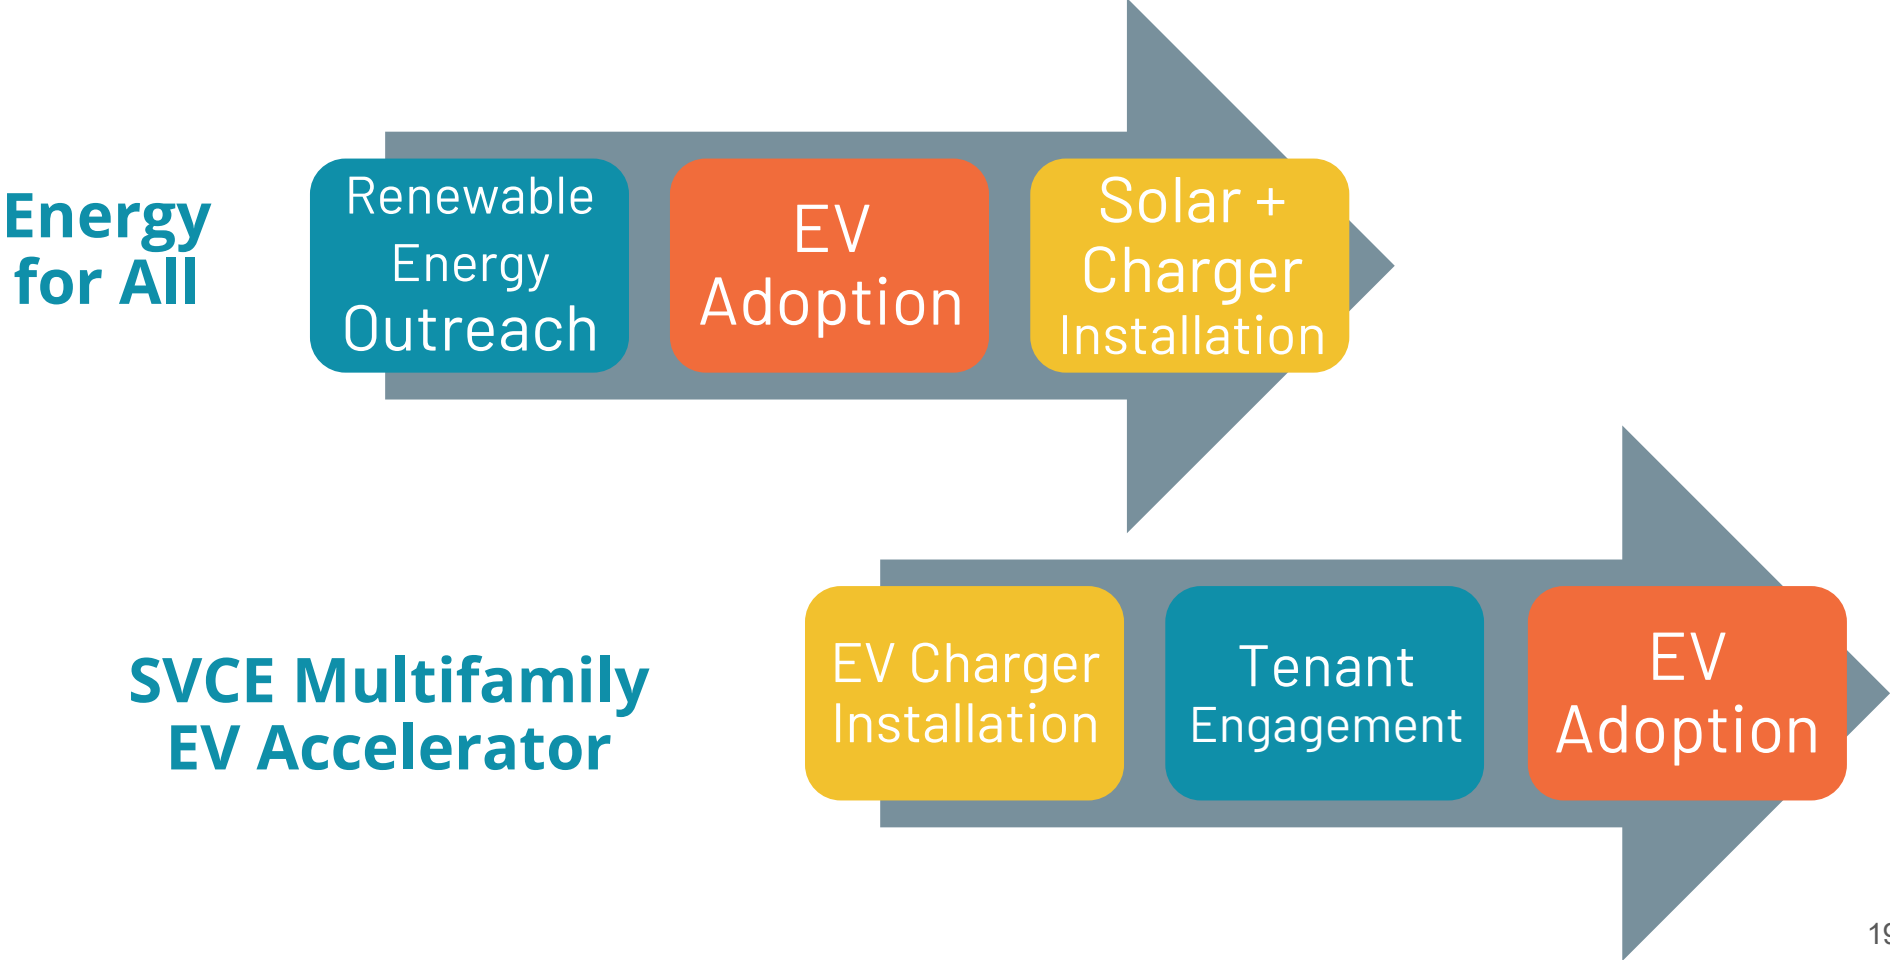 Energy
for All
Renewable
Energy
Outreach
EV
Adoption
Solar +
Charger
Installation
SVCE Multifamily
EV Accelerator
EV Charger
Installation
Tenant
Engagement
EV
Adoption
19